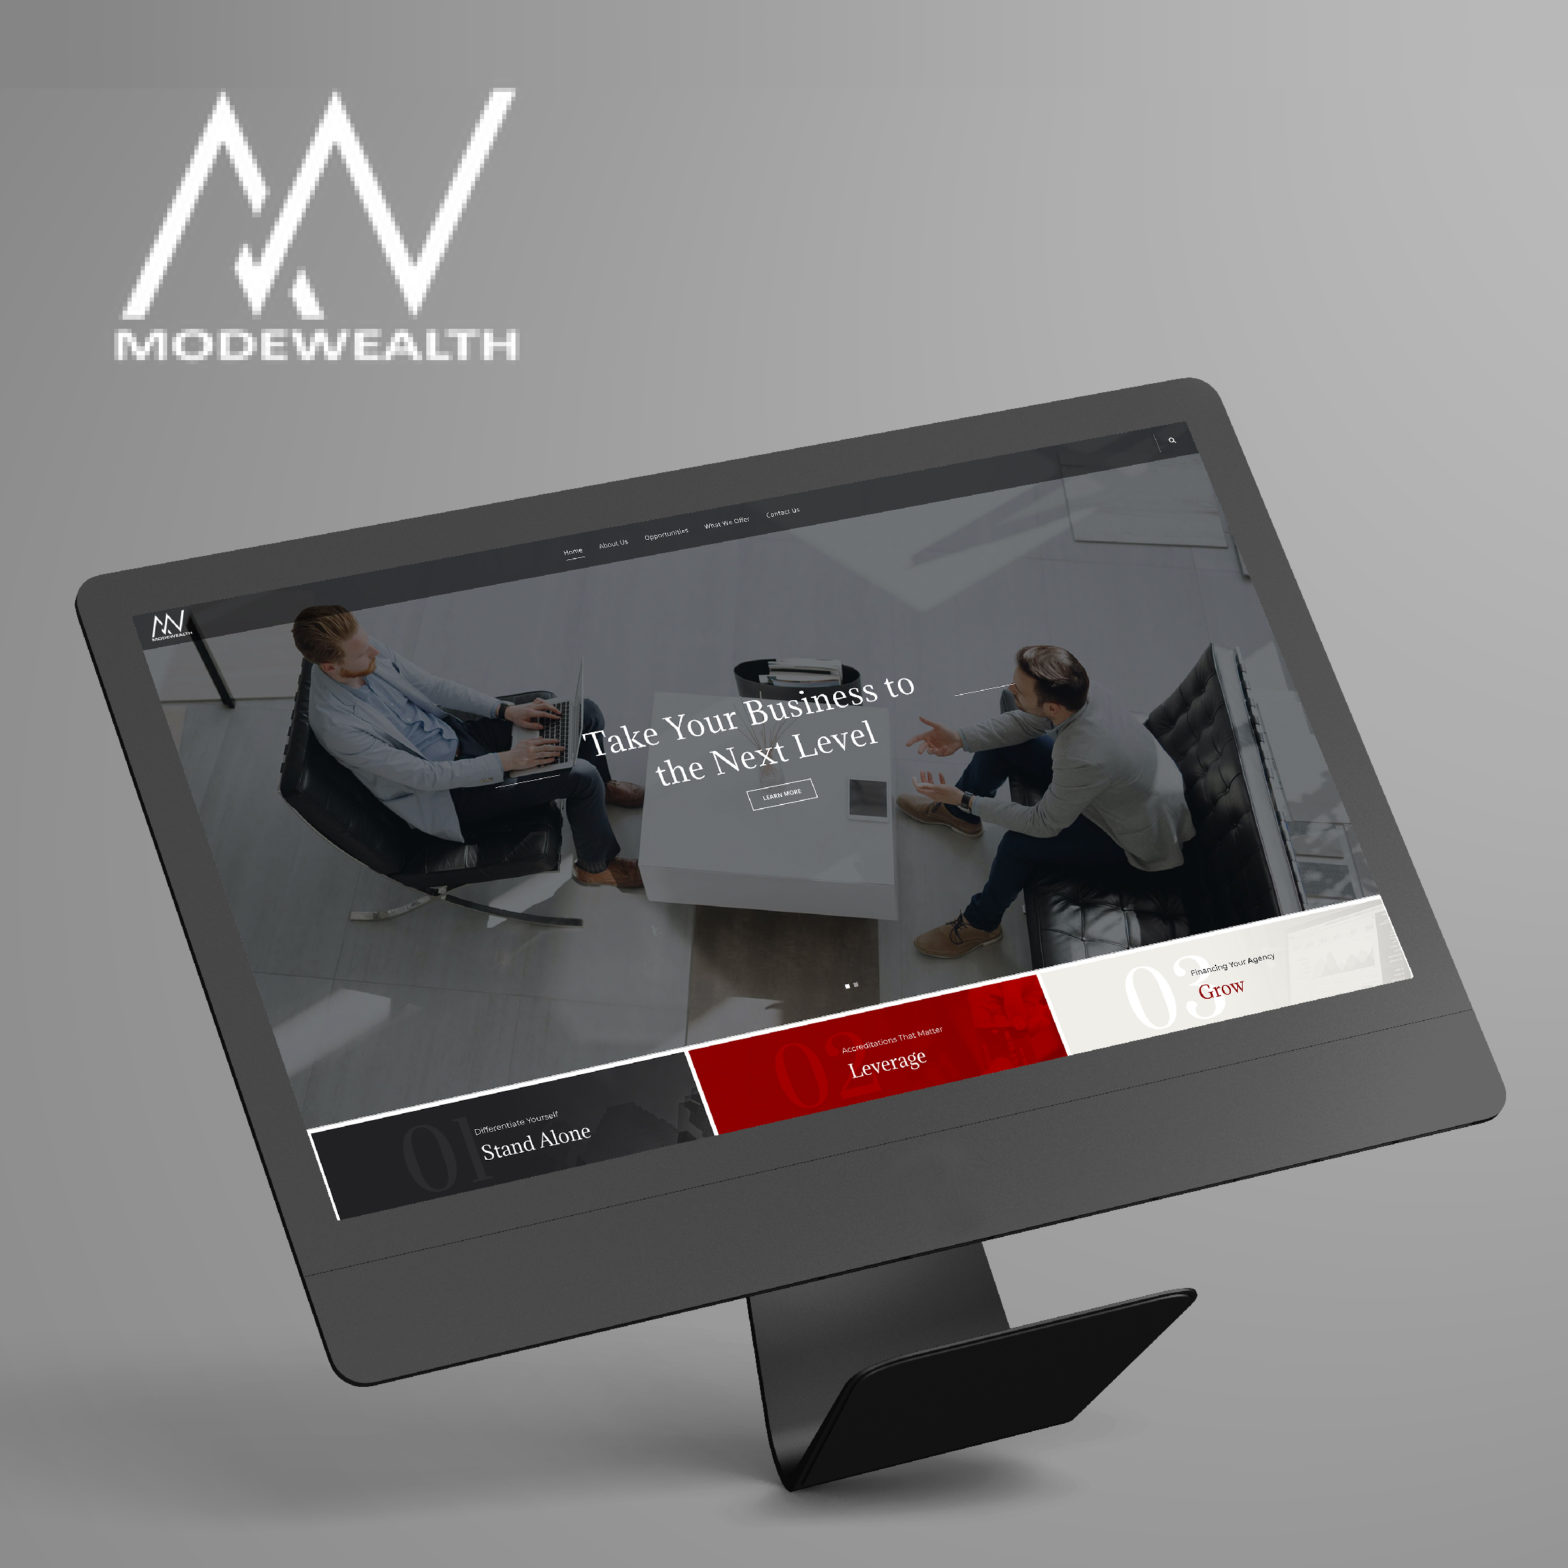 MODEWEALTH
Home About Us Opportunities What We Offer Contact Us
MODEWEALTH
Take Your Business to
the Next Level
LEARN MORE
01
Differentiate Yourself
Stand Alone
02
Accreditations That Matter
Leverage
03
Financing Your Agency
Grow